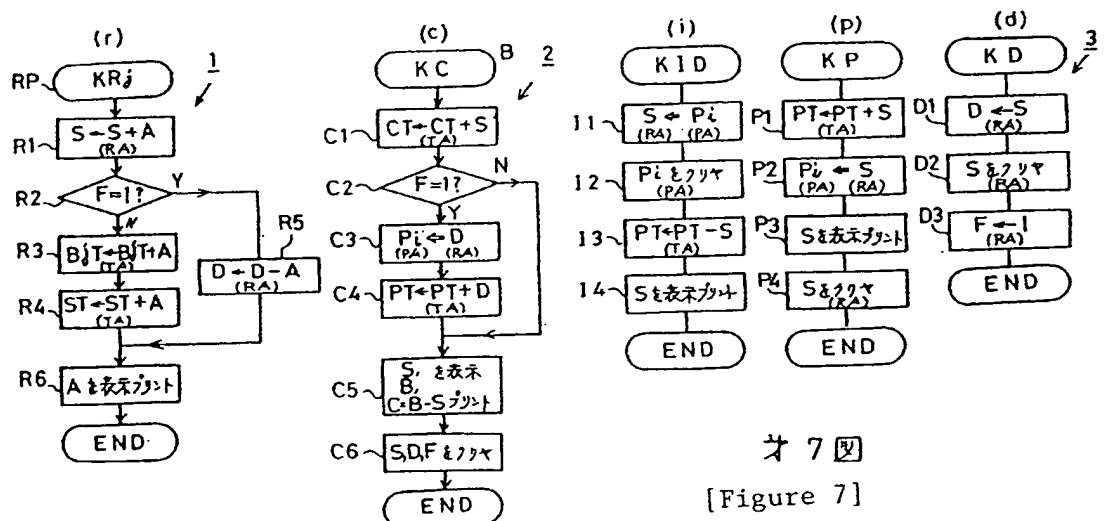 (r)
RP
KRj
1
R1
S←S+A
(RA)
R2
F=1?
Y
N
R3
BjT←BjT+A
(TA)
R4
ST←ST+A
(TA)
R5
D←D-A
(RA)
R6
Aを表示プリント
END
(c)
KC
B
2
C1
CT←CT+S
(TA)
C2
F=1?
N
Y
C3
Pi←D
(PA) (RA)
C4
PT←PT+D
(TA)
C5
S, を表示
B,
C=B-Sプリント
C6
S,D,Fをクリヤ
END
(i)
KID
I1
S←Pi
(RA) (PA)
I2
Piをクリヤ
(PA)
I3
PT←PT-S
(TA)
I4
Sを表示プリント
END
(p)
KP
P1
PT←PT+S
(TA)
P2
Pi←S
(PA) (RA)
P3
Sを表示プリント
P4
Sをクリヤ
(RA)
END
(d)
KD
3
D1
D←S
(RA)
D2
Sをクリヤ
(RA)
D3
F←1
(RA)
END
才7図
[Figure 7]